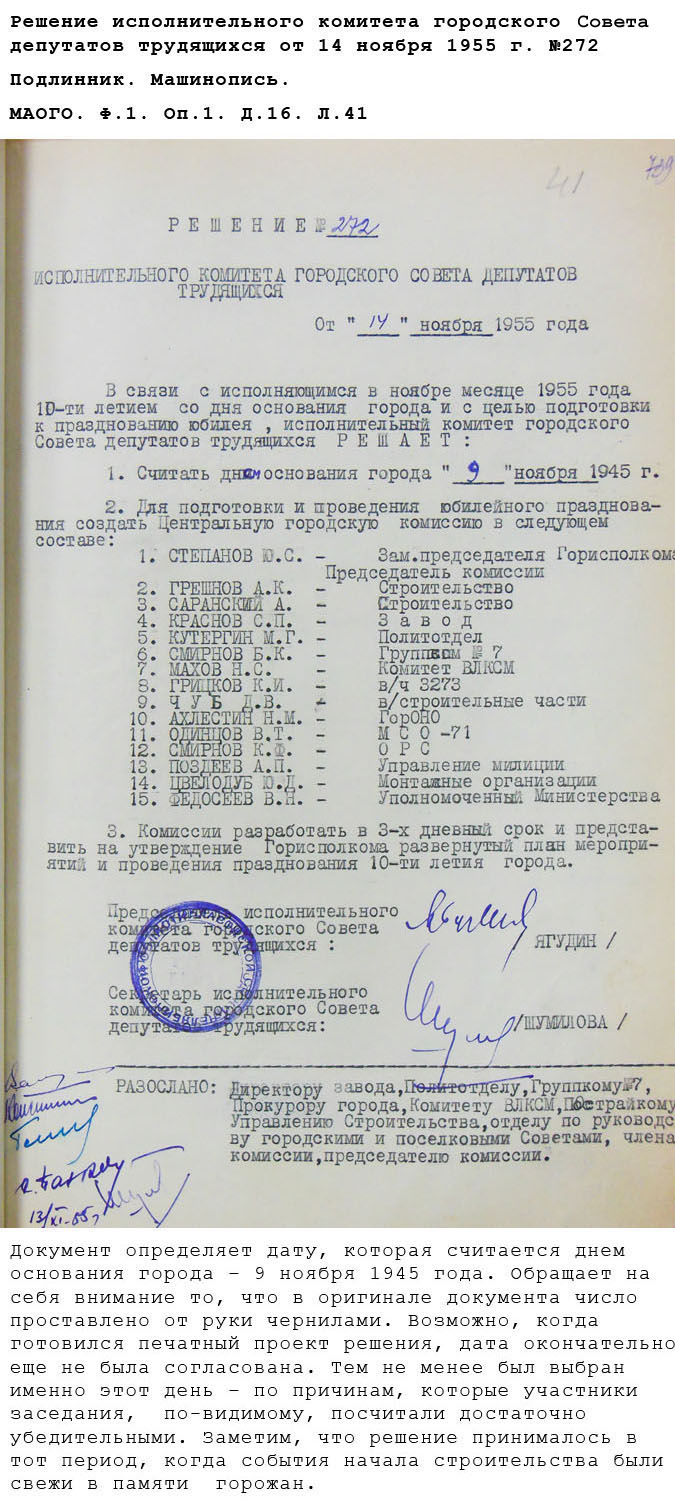 Решение исполнительного комитета городского Совета
депутатов трудящихся от 14 ноября 1955 г. №272
Подлинник. Машинопись.
МАОГО. Ф.1. Оп.1. Д.16. Л.41
41
Р Е Ш Е Н И Е № 272
ИСПОЛНИТЕЛЬНОГО КОМИТЕТА ГОРОДСКОГО СОВЕТА ДЕПУТАТОВ
ТРУДЯЩИХСЯ
От "14" ноября 1955 года
В связи с исполняющимся в ноябре месяце 1955 года
10-ти летием со дня основания города и с целью подготовки
к празднованию юбилея , исполнительный комитет городского
Совета депутатов трудящихся Р Е Ш А Е Т :
1. Считать днем основания города "9" ноября 1945 г.
2. Для подготовки и проведения юбилейного празднова-
ния создать Центральную городскую комиссию в следующем
составе:
1. СТЕПАНОВ Ю.С. - Зам.председателя Горисполкома
Председатель комиссии
2. ГРЕШНОВ А.К. - Строительство
3. САРАНСКИЙ А. - Строительство
4. КРАСНОВ С.П. - З а в о д
5. КУТЕРГИН М.Г. - Политотдел
6. СМИРНОВ Б.К. - Группком № 7
7. МАХОВ Н.С. - Комитет ВЛКСМ
8. ГРИЦКОВ К.И. - в/ч 3273
9. Ч У Б Д.В. - в/строительные части
10. АХЛЕСТИН Н.М. - ГорОНО
11. ОДИНЦОВ В.Т. - М С О -71
12. СМИРНОВ К.Ф. - О Р С
13. ПОЗДЕЕВ А.П. - Управление милиции
14. ЦВЕЛОДУБ Ю.Д. - Монтажные организации
15. ФЕДОСЕЕВ В.Н. - Уполномоченный Министерства
3. Комиссии разработать в 3-х дневный срок и предста-
вить на утверждение Горисполкома развернутый план меропри-
ятий и проведения празднования 10-ти летия города.
Председатель исполнительного
комитета городского Совета
депутатов трудящихся :
ЯГУДИН /
Секретарь исполнительного
комитета городского Совета
депутатов трудящихся:
/ШУМИЛОВА /
РАЗОСЛАНО: Директору завода,Политотделу,Группкому№7,
Прокурору города,Комитету ВЛКСМ,Пострайкому
Управлению Строительства,отделу по руководс
ву городскими и поселковыми Советами, члена
комиссии,председателю комиссии.
13/XI-55,
Документ определяет дату, которая считается днем
основания города – 9 ноября 1945 года. Обращает на
себя внимание то, что в оригинале документа число
проставлено от руки чернилами. Возможно, когда
готовился печатный проект решения, дата окончательно
еще не была согласована. Тем не менее был выбран
именно этот день – по причинам, которые участники
заседания, по-видимому, посчитали достаточно
убедительными. Заметим, что решение принималось в
тот период, когда события начала строительства были
свежи в памяти горожан.